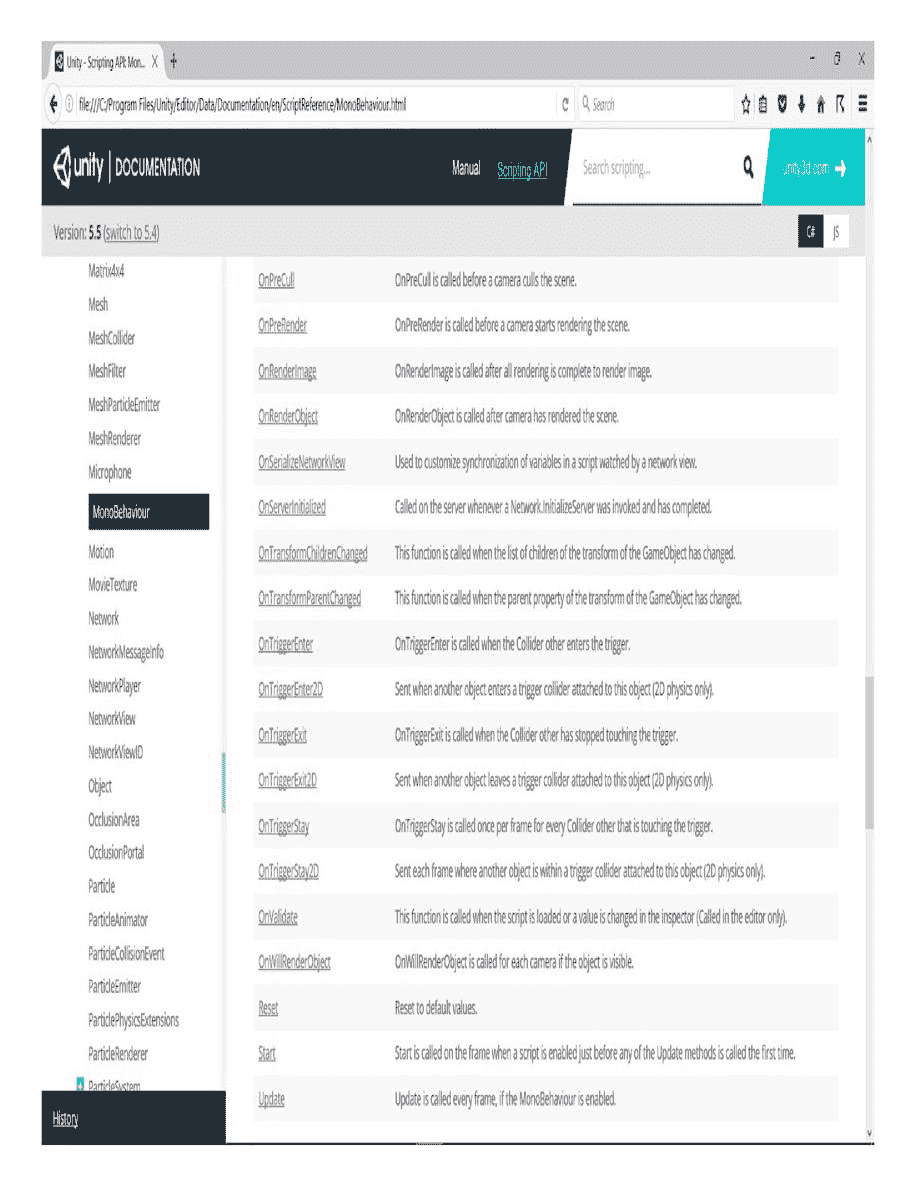 Unity - Scripting API: Mon...
file:///C:/Program Files/Unity/Editor/Data/Documentation/en/ScriptReference/MonoBehaviour.html
Search
unity | DOCUMENTATION
Manual
Scripting API
Search scripting...
unity3d.com
Version: 5.5 (switch to 5.4)
C#
JS
Matrix4x4
Mesh
MeshCollider
MeshFilter
MeshParticleEmitter
MeshRenderer
Microphone
MonoBehaviour
Motion
MovieTexture
Network
NetworkMessageInfo
NetworkPlayer
NetworkView
NetworkViewID
Object
OcclusionArea
OcclusionPortal
Particle
ParticleAnimator
ParticleCollisionEvent
ParticleEmitter
ParticlePhysicsExtensions
ParticleRenderer
ParticleSystem
History
OnPreCull OnPreCull is called before a camera culls the scene.
OnPreRender OnPreRender is called before a camera starts rendering the scene.
OnRenderImage OnRenderImage is called after all rendering is complete to render image.
OnRenderObject OnRenderObject is called after camera has rendered the scene.
OnSerializeNetworkView Used to customize synchronization of variables in a script watched by a network view.
OnServerInitialized Called on the server whenever a Network.InitializeServer was invoked and has completed.
OnTransformChildrenChanged This function is called when the list of children of the transform of the GameObject has changed.
OnTransformParentChanged This function is called when the parent property of the transform of the GameObject has changed.
OnTriggerEnter OnTriggerEnter is called when the Collider other enters the trigger.
OnTriggerEnter2D Sent when another object enters a trigger collider attached to this object (2D physics only).
OnTriggerExit OnTriggerExit is called when the Collider other has stopped touching the trigger.
OnTriggerExit2D Sent when another object leaves a trigger collider attached to this object (2D physics only).
OnTriggerStay OnTriggerStay is called once per frame for every Collider other that is touching the trigger.
OnTriggerStay2D Sent each frame where another object is within a trigger collider attached to this object (2D physics only).
OnValidate This function is called when the script is loaded or a value is changed in the inspector (Called in the editor only).
OnWillRenderObject OnWillRenderObject is called for each camera if the object is visible.
Reset Reset to default values.
Start Start is called on the frame when a script is enabled just before any of the Update methods is called the first time.
Update Update is called every frame, if the MonoBehaviour is enabled.